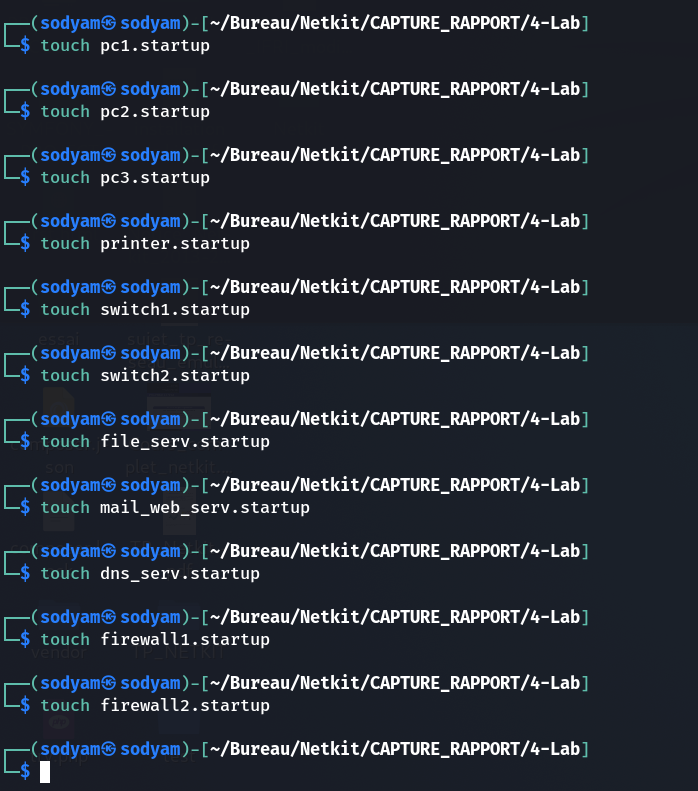 ┌──(sodyam㉿sodyam)-[~/Bureau/Netkit/CAPTURE_RAPPORT/4-Lab]
└─$ touch pc1.startup
┌──(sodyam㉿sodyam)-[~/Bureau/Netkit/CAPTURE_RAPPORT/4-Lab]
└─$ touch pc2.startup
┌──(sodyam㉿sodyam)-[~/Bureau/Netkit/CAPTURE_RAPPORT/4-Lab]
└─$ touch pc3.startup
┌──(sodyam㉿sodyam)-[~/Bureau/Netkit/CAPTURE_RAPPORT/4-Lab]
└─$ touch printer.startup
┌──(sodyam㉿sodyam)-[~/Bureau/Netkit/CAPTURE_RAPPORT/4-Lab]
└─$ touch switch1.startup
┌──(sodyam㉿sodyam)-[~/Bureau/Netkit/CAPTURE_RAPPORT/4-Lab]
└─$ touch switch2.startup
┌──(sodyam㉿sodyam)-[~/Bureau/Netkit/CAPTURE_RAPPORT/4-Lab]
└─$ touch file_serv.startup
┌──(sodyam㉿sodyam)-[~/Bureau/Netkit/CAPTURE_RAPPORT/4-Lab]
└─$ touch mail_web_serv.startup
┌──(sodyam㉿sodyam)-[~/Bureau/Netkit/CAPTURE_RAPPORT/4-Lab]
└─$ touch dns_serv.startup
┌──(sodyam㉿sodyam)-[~/Bureau/Netkit/CAPTURE_RAPPORT/4-Lab]
└─$ touch firewall1.startup
┌──(sodyam㉿sodyam)-[~/Bureau/Netkit/CAPTURE_RAPPORT/4-Lab]
└─$ touch firewall2.startup
┌──(sodyam㉿sodyam)-[~/Bureau/Netkit/CAPTURE_RAPPORT/4-Lab]
└─$